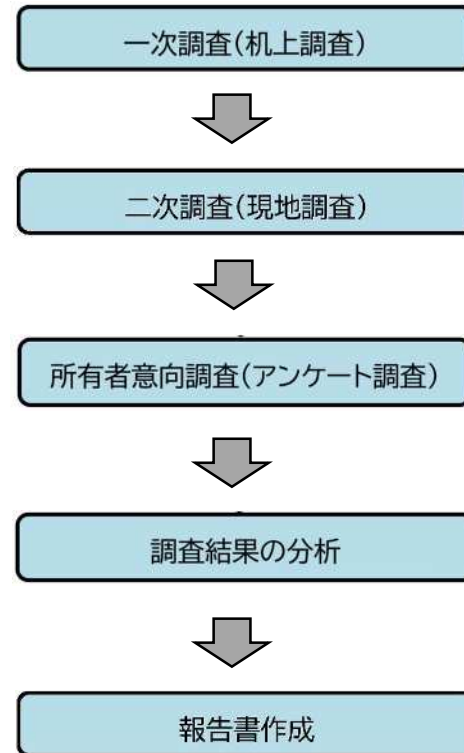 一次調査(机上調査)
二次調査(現地調査)
所有者意向調査(アンケート調査)
調査結果の分析
報告書作成